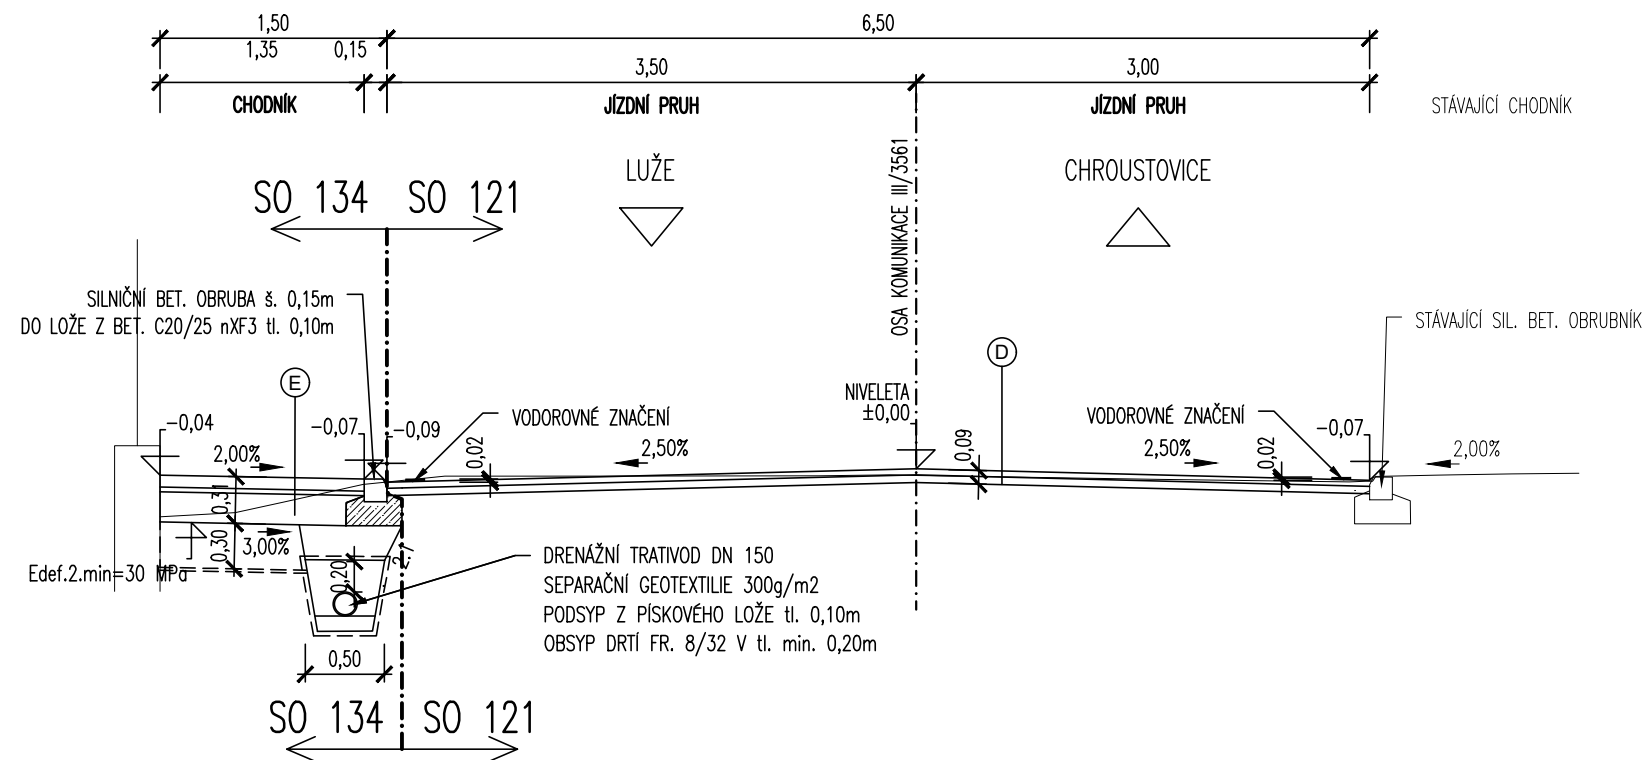 1,50
6,50
1,35
0,15
3,50
3,00
CHODNÍK
JÍZDNÍ PRUH
JÍZDNÍ PRUH
STÁVAJÍCÍ CHODNÍK
LUŽE
CHROUSTOVICE
SO 134
SO 121
OSA KOMUNIKACE III/3561
SILNIČNÍ BET. OBRUBA š. 0,15m
DO LOŽE Z BET. C20/25 nXF3 tl. 0,10m
STÁVAJÍCÍ SIL. BET. OBRUBNÍK
E
D
NIVELETA
±0,00
-0,04
-0,07
-0,09
VODOROVNÉ ZNAČENÍ
VODOROVNÉ ZNAČENÍ
-0,07
2,00%
0,02
2,50%
0,09
2,50%
0,02
2,00%
0,31
0,30
3,00%
Edef.2.min=30 MPa
0,20
DRENÁŽNÍ TRATIVOD DN 150
SEPARAČNÍ GEOTEXTILIE 300g/m2
PODSYP Z PÍSKOVÉHO LOŽE tl. 0,10m
OBSYP DRTÍ FR. 8/32 V tl. min. 0,20m
0,50
SO 134
SO 121